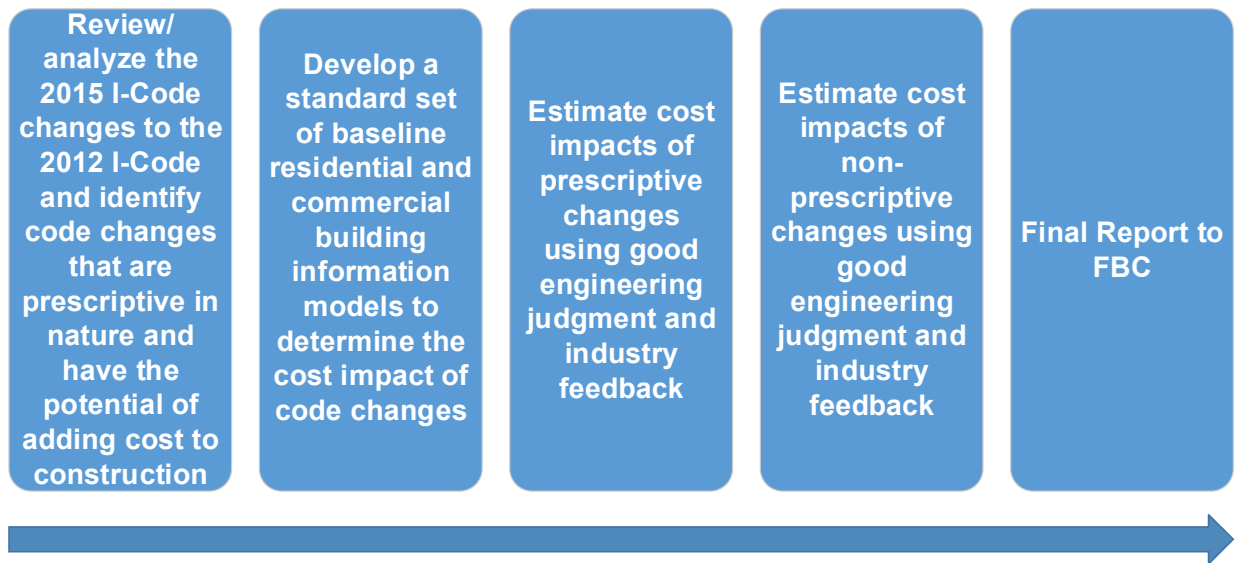 Review/
analyze the
2015 I-Code
changes to the
2012 I-Code
and identify
code changes
that are
prescriptive in
nature and
have the
potential of
adding cost to
construction
Develop a
standard set
of baseline
residential and
commercial
building
information
models to
determine the
cost impact of
code changes
Estimate cost
impacts of
prescriptive
changes
using good
engineering
judgment and
industry
feedback
Estimate cost
impacts of
non-
prescriptive
changes using
good
engineering
judgment and
industry
feedback
Final Report to
FBC